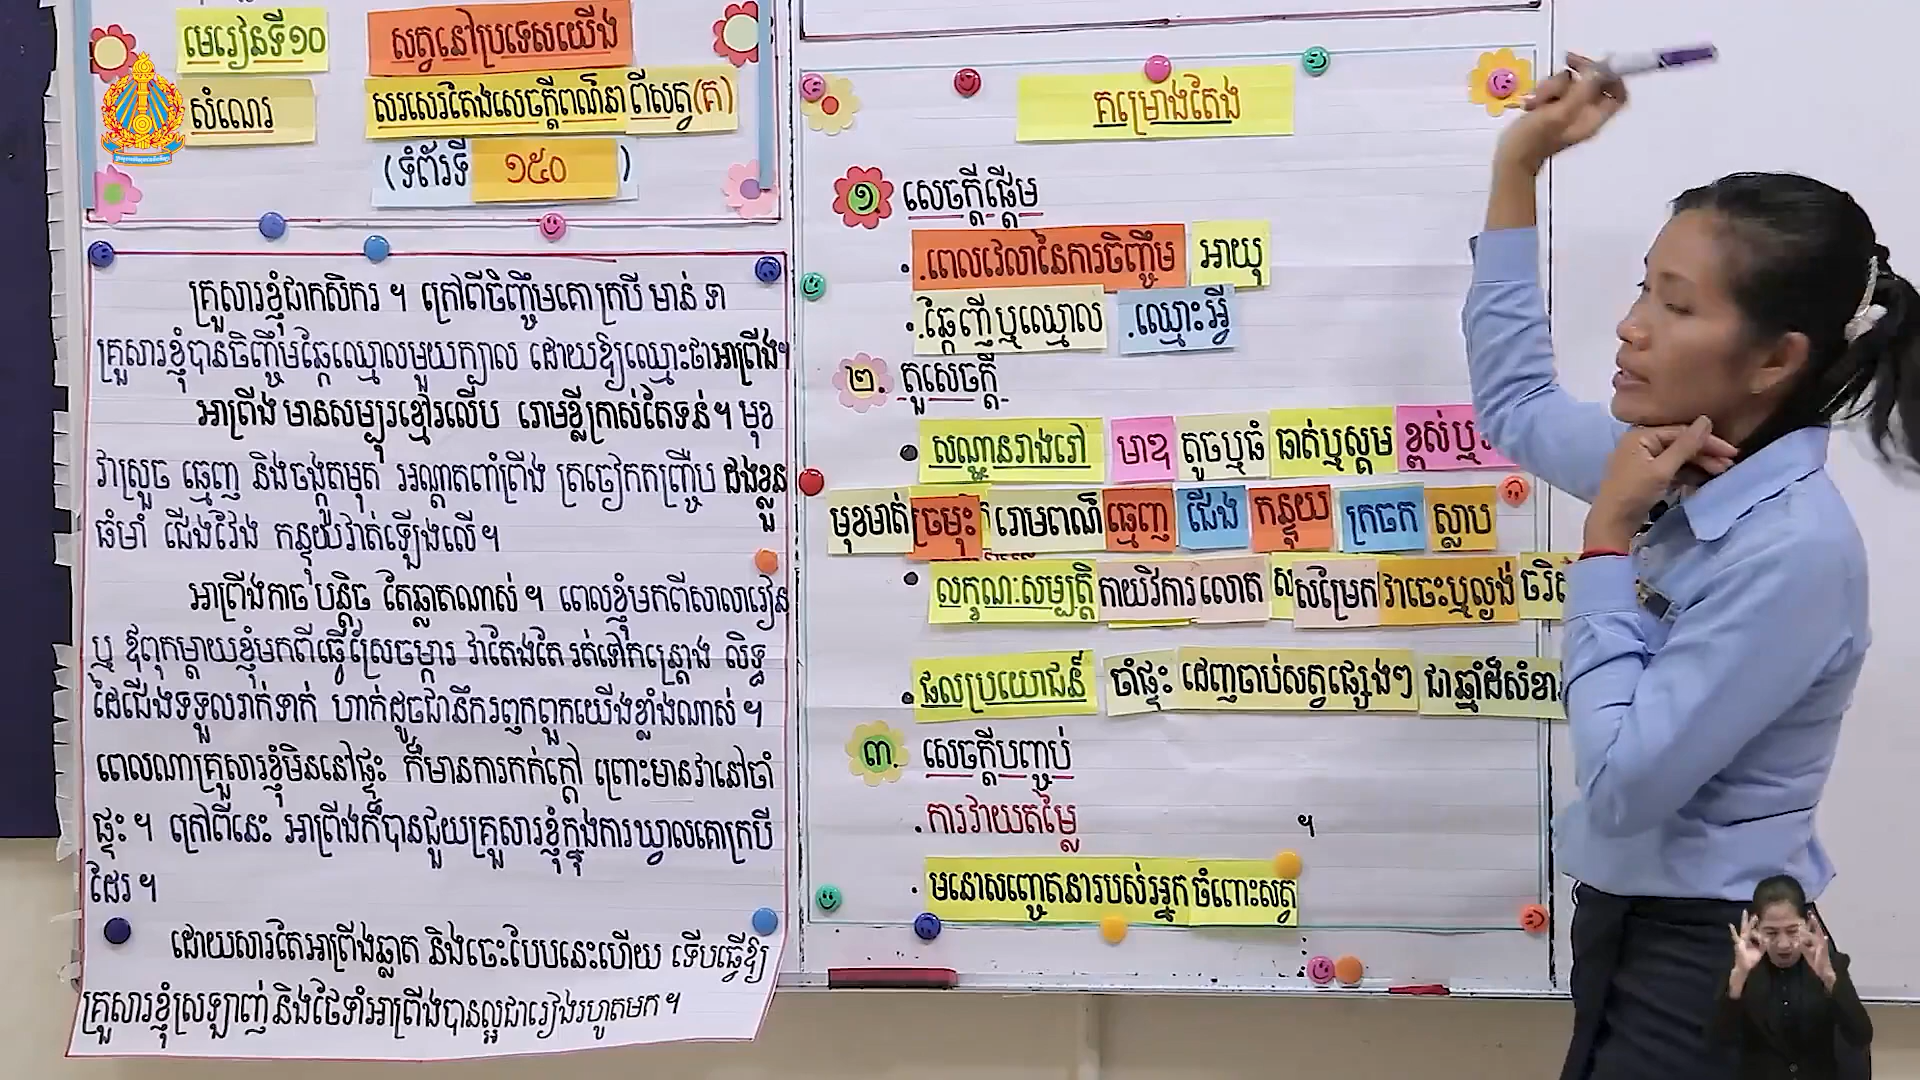 មេរៀនទី១០
សត្វនៅប្រទេសយើង
សំណេរ
សរសេរតែងសេចក្ដីពណ៌នា ពីសត្វ(គ)
(ទំព័រទី ១៥០ )
គ្រួសារខ្ញុំជាកសិករ ។ ក្រៅពីចិញ្ចឹមគោ ក្របី មាន់ ទា
គ្រួសារខ្ញុំបានចិញ្ចឹមឆ្កែឈ្មោលមួយក្បាល ដោយឱ្យឈ្មោះថាអាព្រីង។
អាព្រីង មានសម្បុរខ្មៅរលើប រោមខ្លីក្រាស់តែទន់ ។ មុខ
វាស្រួច ធ្មេញ និងចង្កូតមុត អណ្ដាតពាំព្រីង ត្រចៀកកញ្ជ្រឹប ដងខ្លួន
ធំមាំ ជើងវែង កន្ទុយវាត់ឡើងលើ ។
អាព្រីងកាច បន្តិច តែឆ្លាតណាស់ ។ ពេលខ្ញុំមកពីសាលារៀន
ឬ ឪពុកម្ដាយខ្ញុំមកពីធ្វើស្រែចម្ការ វាតែងតែ រត់ទៅកន្ត្រោង លិទ្ធ
ដៃជើងទទួលរាក់ទាក់ ហាក់ដូចជានឹករឭកពួកយើងខ្លាំងណាស់ ។
ពេលណាគ្រួសារខ្ញុំមិននៅផ្ទះ ក៏មានការកក់ក្ដៅ ព្រោះមានវានៅចាំ
ផ្ទះ ។ ក្រៅពីនេះ អាព្រីងក៏បានជួយគ្រួសារខ្ញុំក្នុងការឃ្វាលគោក្របី
ដែរ ។
ដោយសារតែអាព្រីងឆ្លាត និងចេះបែបនេះហើយ ទើបធ្វើឱ្យ
គ្រួសារខ្ញុំស្រឡាញ់ និងថែទាំអាព្រីងបានល្អជារៀងរហូតមក ។
គម្រោងតែង
១. សេចក្ដីផ្ដើម
.ពេលវេលានៃការចិញ្ចឹម អាយុ
.ឆ្កែញីឬឈ្មោល .ឈ្មោះអ្វី
២. តួសេចក្ដី
សណ្ឋានរាងរៅ មាឌ តូចឬធំ ធាត់ឬស្គម ខ្ពស់ឬ
មុខមាត់ ច្រមុះ រោមពណ៌ ធ្មេញ ជើង កន្ទុយ ក្រចក ស្លាប
លក្ខណៈសម្បត្តិ កាយវិការ លោត សម្រែក វាចេះឬល្ងង់ ចរិត
ផលប្រយោជន៍ ចាំផ្ទះ ដេញចាប់សត្វផ្សេងៗ ជាឆ្មាំដ៏សំខាន់
៣. សេចក្ដីបញ្ចប់
. ការវាយតម្លៃ ។
. មនោសញ្ចេតនារបស់អ្នក ចំពោះសត្វ